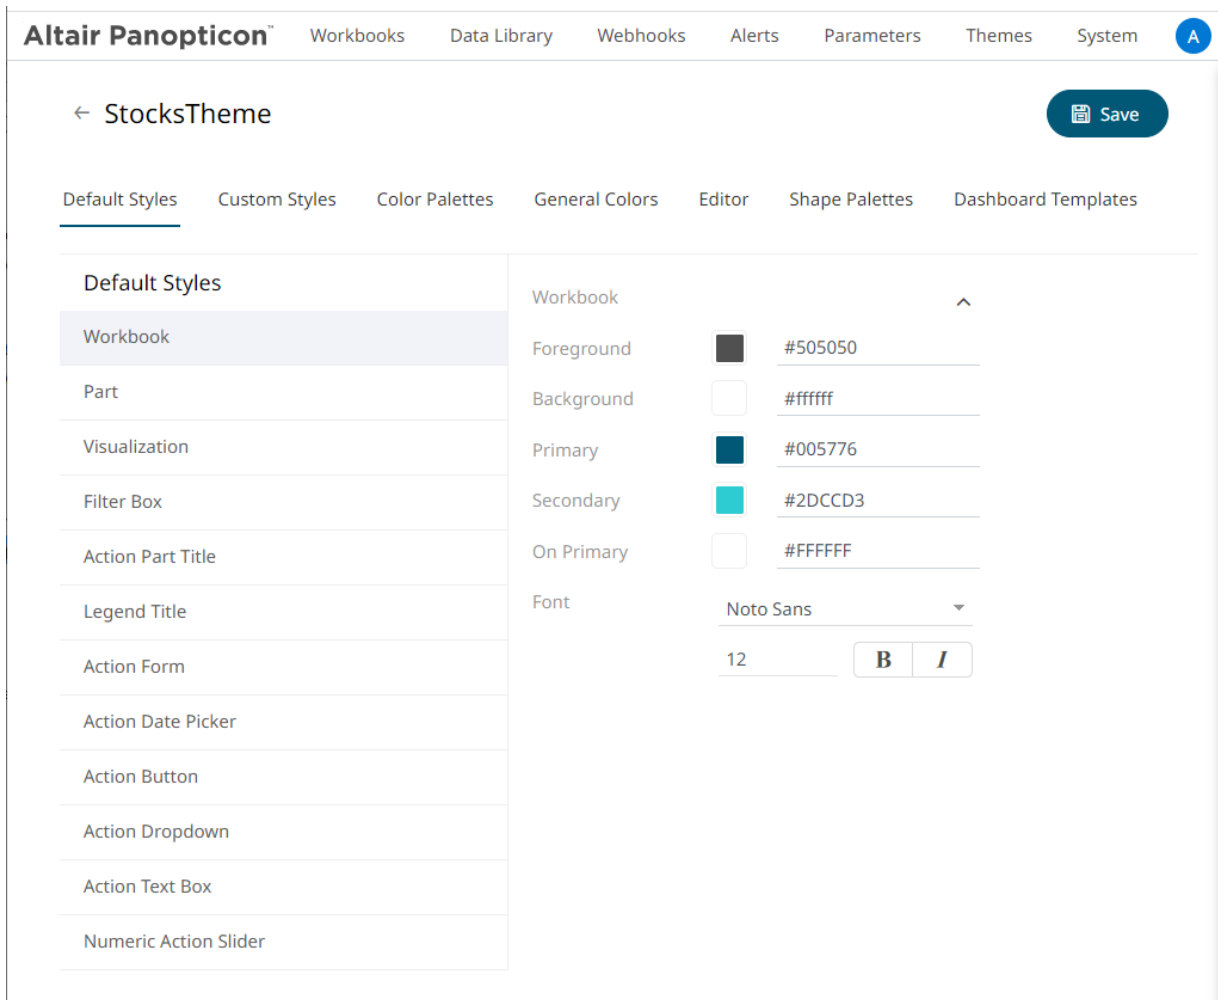 Altair Panopticon™ Workbooks Data Library Webhooks Alerts Parameters Themes System A
← StocksTheme Save
Default Styles Custom Styles Color Palettes General Colors Editor Shape Palettes Dashboard Templates
Default Styles
Workbook
Part
Visualization
Filter Box
Action Part Title
Legend Title
Action Form
Action Date Picker
Action Button
Action Dropdown
Action Text Box
Numeric Action Slider
Workbook
Foreground #505050
Background #ffffff
Primary #005776
Secondary #2DCCD3
On Primary #FFFFFF
Font Noto Sans
12 B I